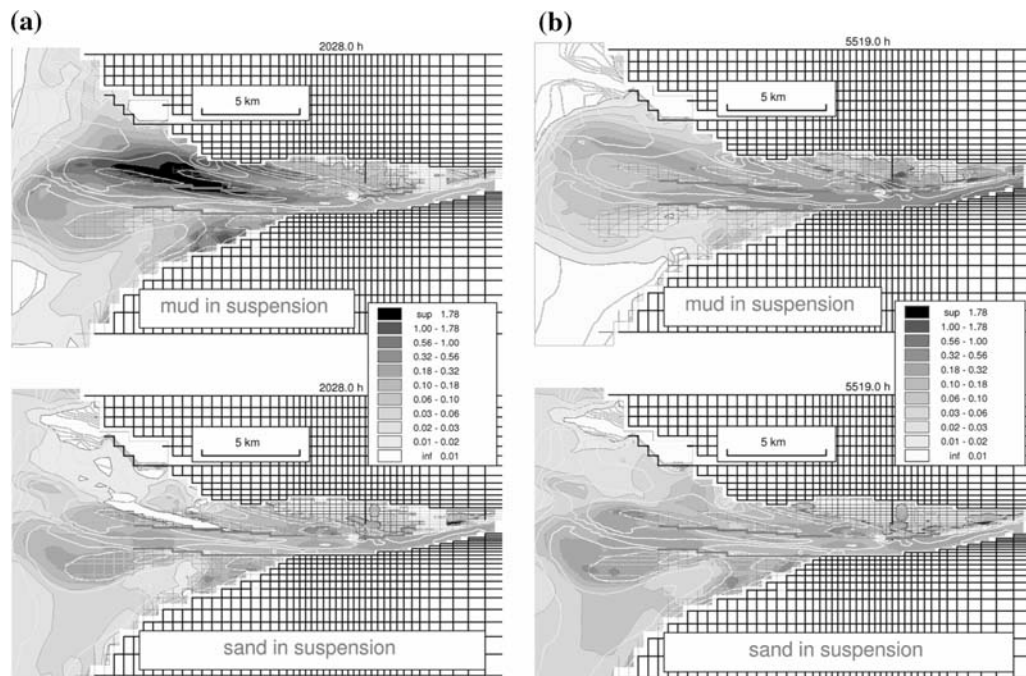 (a)
2028.0 h
5 km
mud in suspension
sup 1.78
1.00 - 1.78
0.56 - 1.00
0.32 - 0.56
0.18 - 0.32
0.10 - 0.18
0.06 - 0.10
0.03 - 0.06
0.02 - 0.03
0.01 - 0.02
inf 0.01
2028.0 h
5 km
sand in suspension
(b)
5519.0 h
5 km
mud in suspension
sup 1.78
1.00 - 1.78
0.56 - 1.00
0.32 - 0.56
0.18 - 0.32
0.10 - 0.18
0.06 - 0.10
0.03 - 0.06
0.02 - 0.03
0.01 - 0.02
inf 0.01
5519.0 h
5 km
sand in suspension